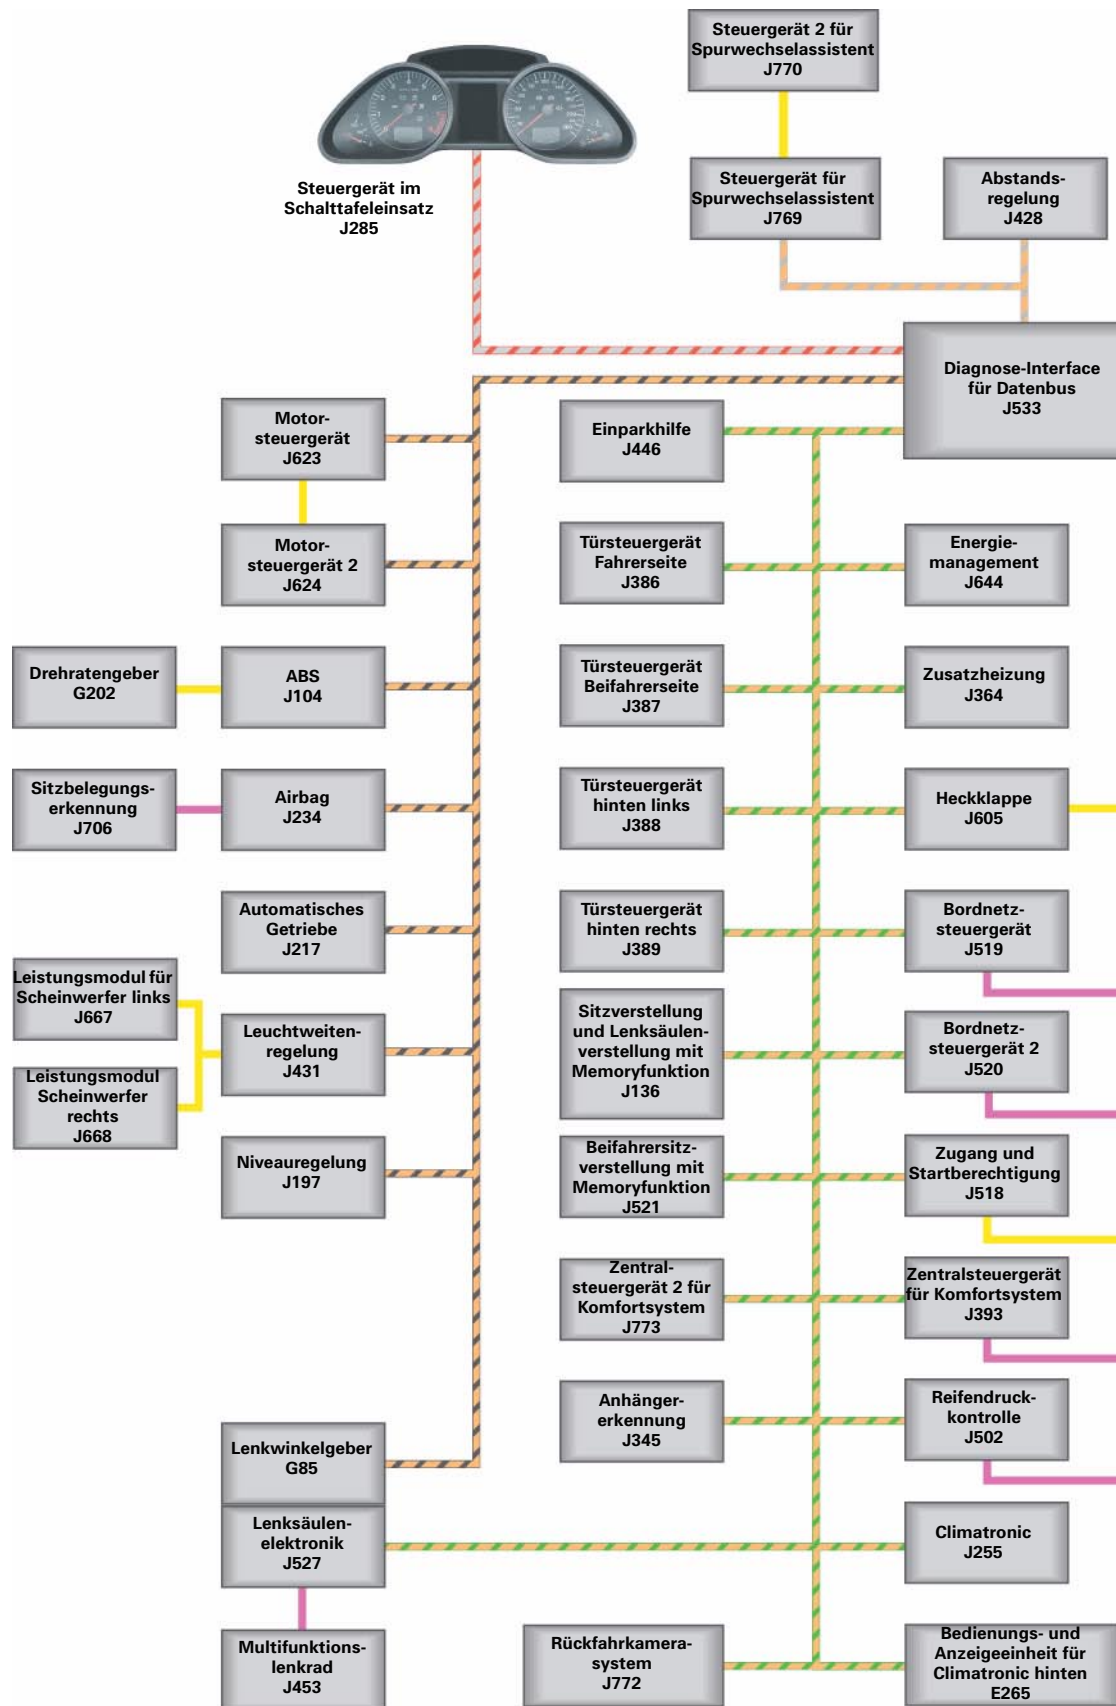 Steuergerät 2 für
Spurwechselassistent
J770
Steuergerät im
Schalttafeleinsatz
J285
Steuergerät für
Spurwechselassistent
J769
Abstands-
regelung
J428
Diagnose-Interface
für Datenbus
J533
Motor-
steuergerät
J623
Einparkhilfe
J446
Motor-
steuergerät 2
J624
Türsteuergerät
Fahrerseite
J386
Energie-
management
J644
Drehratengeber
G202
ABS
J104
Türsteuergerät
Beifahrerseite
J387
Zusatzheizung
J364
Sitzbelegungs-
erkennung
J706
Airbag
J234
Türsteuergerät
hinten links
J388
Heckklappe
J605
Automatisches
Getriebe
J217
Türsteuergerät
hinten rechts
J389
Bordnetz-
steuergerät
J519
Leistungsmodul für
Scheinwerfer links
J667
Leistungsmodul
Scheinwerfer
rechts
J668
Leuchtweiten-
regelung
J431
Sitzverstellung
und Lenksäulen-
verstellung mit
Memoryfunktion
J136
Bordnetz-
steuergerät 2
J520
Niveauregelung
J197
Beifahrersitz-
verstellung mit
Memoryfunktion
J521
Zugang und
Startberechtigung
J518
Zentral-
steuergerät 2 für
Komfortsystem
J773
Zentralsteuergerät
für Komfortsystem
J393
Anhänger-
erkennung
J345
Reifendruck-
kontrolle
J502
Lenkwinkelgeber
G85
Lenksäulen-
elektronik
J527
Climatronic
J255
Multifunktions-
lenkrad
J453
Rückfahrkamera-
system
J772
Bedienungs- und
Anzeigeeinheit für
Climatronic hinten
E265